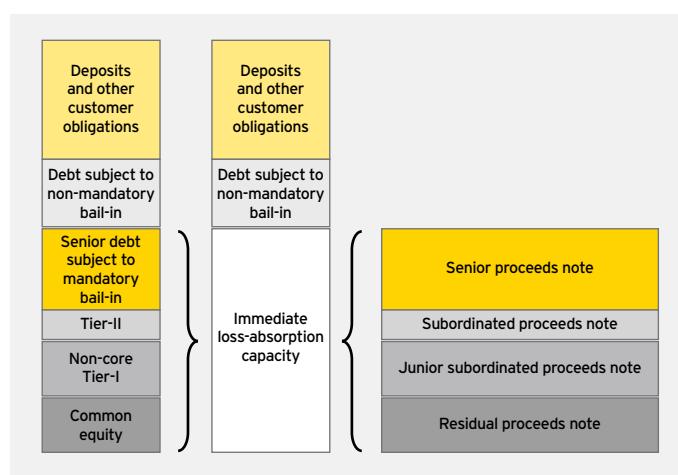 Deposits
and other
customer
obligations
Debt subject to
non-mandatory
bail-in
Senior debt
subject to
mandatory
bail-in
Tier-II
Non-core
Tier-I
Common
equity
Deposits
and other
customer
obligations
Debt subject to
non-mandatory
bail-in
Immediate
loss-absorption
capacity
Senior proceeds note
Subordinated proceeds note
Junior subordinated proceeds note
Residual proceeds note